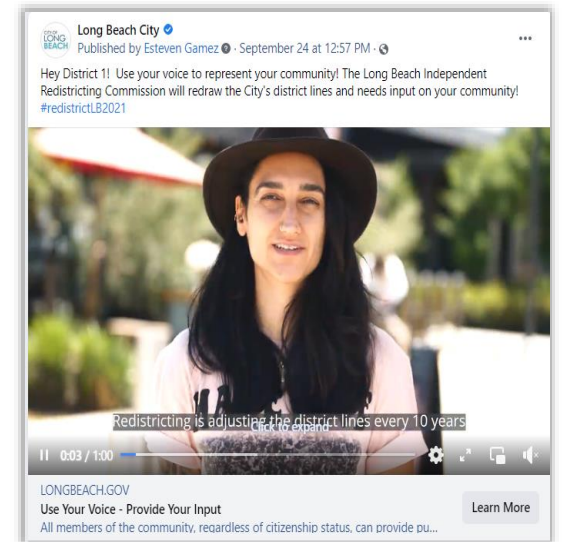 CITY OF
LONG
BEACH
Long Beach City
Published by Esteven Gamez · September 24 at 12:57 PM ·
Hey District 1! Use your voice to represent your community! The Long Beach Independent
Redistricting Commission will redraw the City's district lines and needs input on your community!
#redistrictLB2021
Redistricting is adjusting the district lines every 10 years
Click to expand
0:03 / 1:00
LONGBEACH.GOV
Use Your Voice - Provide Your Input
Learn More
All members of the community, regardless of citizenship status, can provide pu...